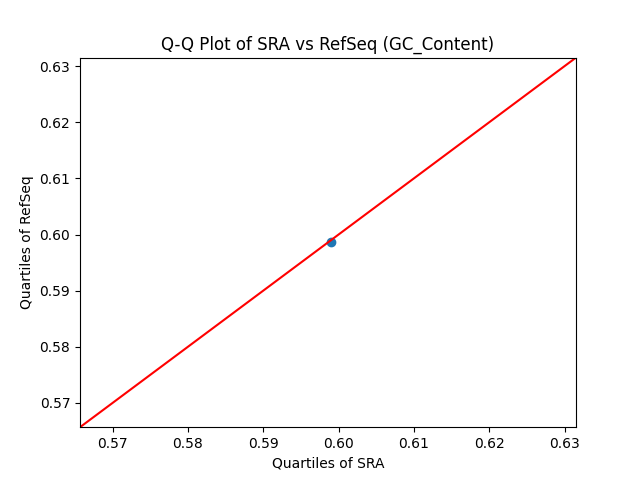 Q-Q Plot of SRA vs RefSeq (GC_Content)
Quartiles of RefSeq
0.63
0.62
0.61
0.60
0.59
0.58
0.57
0.57 0.58 0.59 0.60 0.61 0.62 0.63
Quartiles of SRA